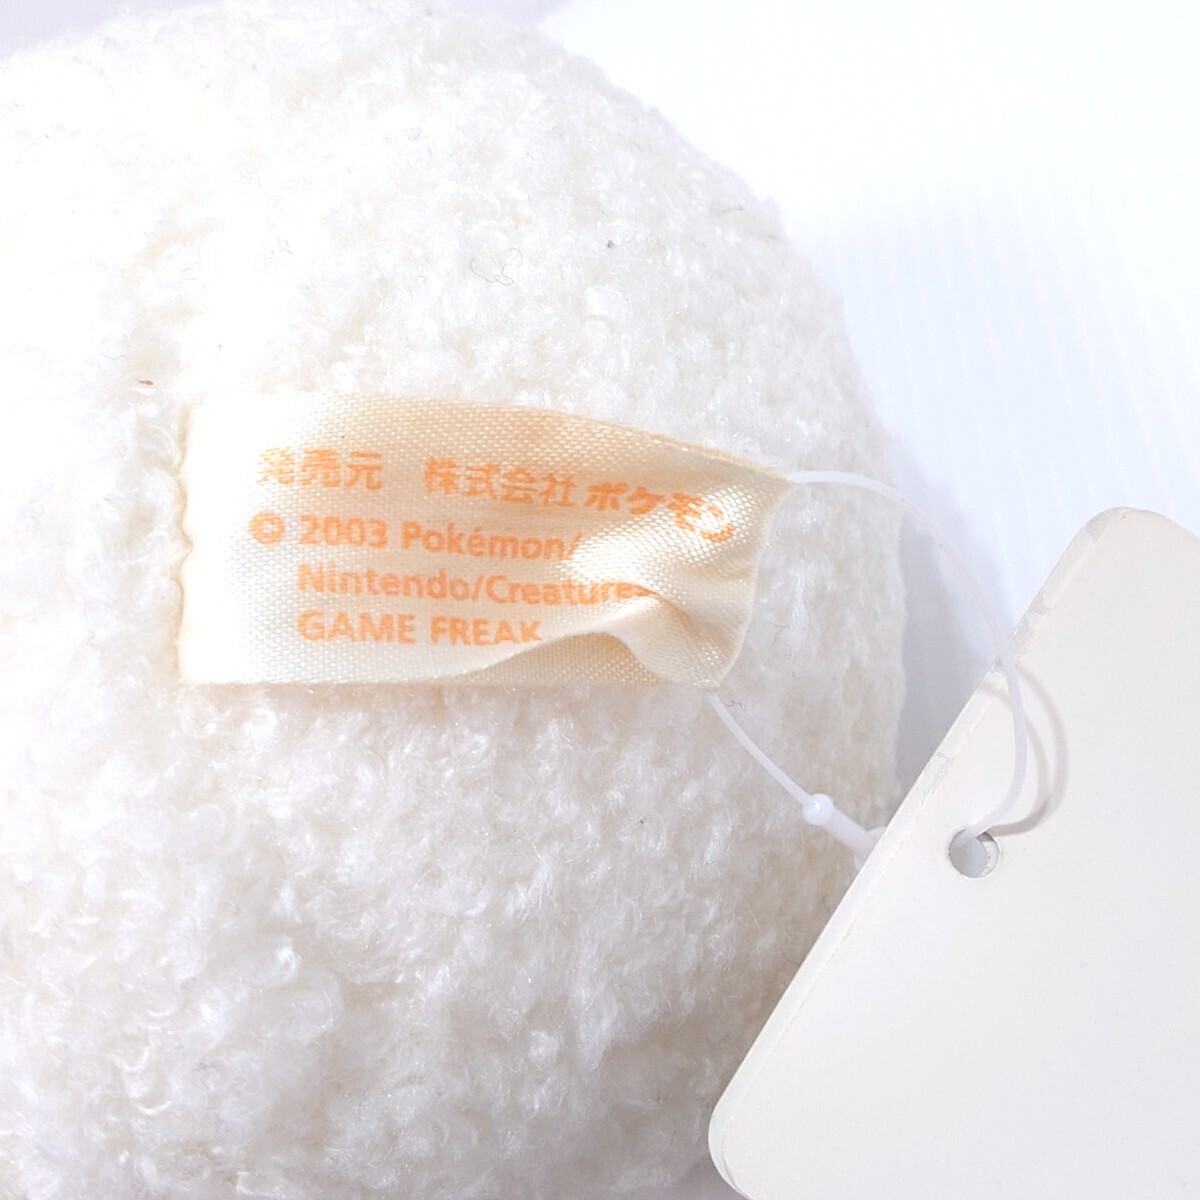 発売元 株式会社 ポケモン
© 2003 Pokémon/
Nintendo/Creatures
GAME FREAK